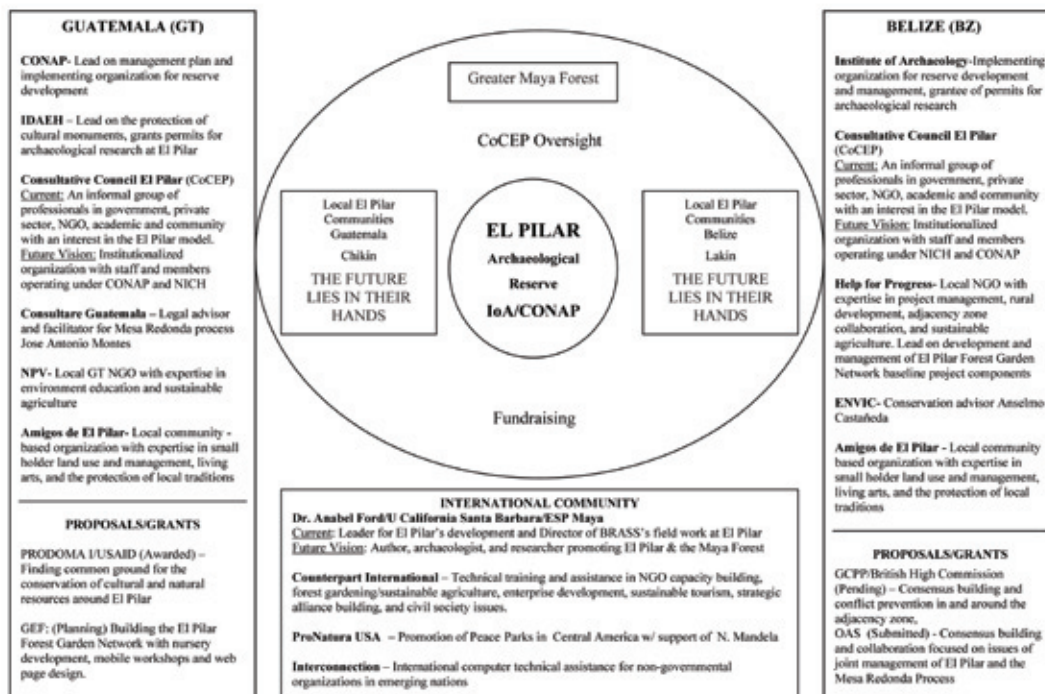 GUATEMALA (GT)
CONAP- Lead on management plan and
implementing organization for reserve
development
IDAEH – Lead on the protection of
cultural monuments, grants permits for
archaeological research at El Pilar
Consultative Council El Pilar (CoCEP)
Current: An informal group of
professionals in government, private
sector, NGO, academic and community
with an interest in the El Pilar model.
Future Vision: Institutionalized
organization with staff and members
operating under CONAP and NICH
Consultare Guatemala – Legal advisor
and facilitator for Mesa Redonda process
Jose Antonio Montes
NPV- Local GT NGO with expertise in
environment education and sustainable
agriculture
Amigos de El Pilar- Local community -
based organization with expertise in small
holder land use and management, living
arts, and the protection of local traditions
PROPOSALS/GRANTS
PRODOMA I/USAID (Awarded) –
Finding common ground for the
conservation of cultural and natural
resources around El Pilar
GEF: (Planning) Building the El Pilar
Forest Garden Network with nursery
development, mobile workshops and web
page design.
Greater Maya Forest
CoCEP Oversight
Local El Pilar
Communities
Guatemala
Chikin
THE FUTURE
LIES IN THEIR
HANDS
EL PILAR
Archaeological
Reserve
IoA/CONAP
Local El Pilar
Communities
Belize
Lakin
THE FUTURE
LIES IN THEIR
HANDS
Fundraising
INTERNATIONAL COMMUNITY
Dr. Anabel Ford/U California Santa Barbara/ESP Maya
Current: Leader for El Pilar's development and Director of BRASS's field work at El Pilar
Future Vision: Author, archaeologist, and researcher promoting El Pilar & the Maya Forest
Counterpart International – Technical training and assistance in NGO capacity building,
forest gardening/sustainable agriculture, enterprise development, sustainable tourism, strategic
alliance building, and civil society issues.
ProNatura USA – Promotion of Peace Parks in Central America w/ support of N. Mandela
Interconnection – International computer technical assistance for non-governmental
organizations in emerging nations
BELIZE (BZ)
Institute of Archaeology-Implementing
organization for reserve development
and management, grantee of permits for
archaeological research
Consultative Council El Pilar
(CoCEP)
Current: An informal group of
professionals in government, private
sector, NGO, academic and community
with an interest in the El Pilar model.
Future Vision: Institutionalized
organization with staff and members
operating under NICH and CONAP
Help for Progress- Local NGO with
expertise in project management, rural
development, adjacency zone
collaboration, and sustainable
agriculture. Lead on development and
management of El Pilar Forest Garden
Network baseline project components
ENVIC- Conservation advisor Anselmo
Castañeda
Amigos de El Pilar - Local community
based organization with expertise in
small holder land use and management,
living arts, and the protection of local
traditions
PROPOSALS/GRANTS
GCPP/British High Commission
(Pending) – Consensus building and
conflict prevention in and around the
adjacency zone,
OAS (Submitted) - Consensus building
and collaboration focused on issues of
joint management of El Pilar and the
Mesa Redonda Process